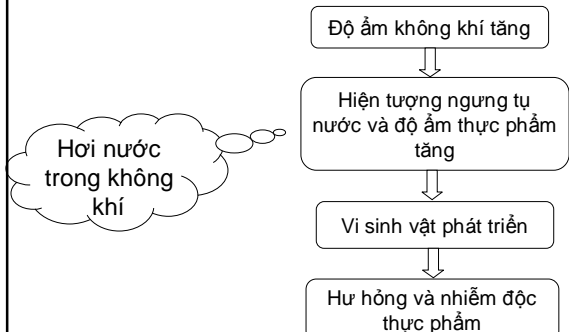 Độ ẩm không khí tăng
Hiện tượng ngưng tụ
nước và độ ẩm thực phẩm
tăng
Hơi nước
trong không
khí
Vi sinh vật phát triển
Hư hỏng và nhiễm độc
thực phẩm